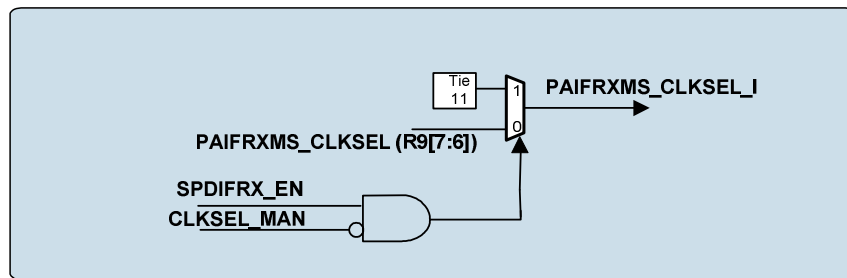 Tie
11
1
PAIFRXMS_CLKSEL_I
0
PAIFRXMS_CLKSEL (R9[7:6])
SPDIFRX_EN
CLKSEL_MAN